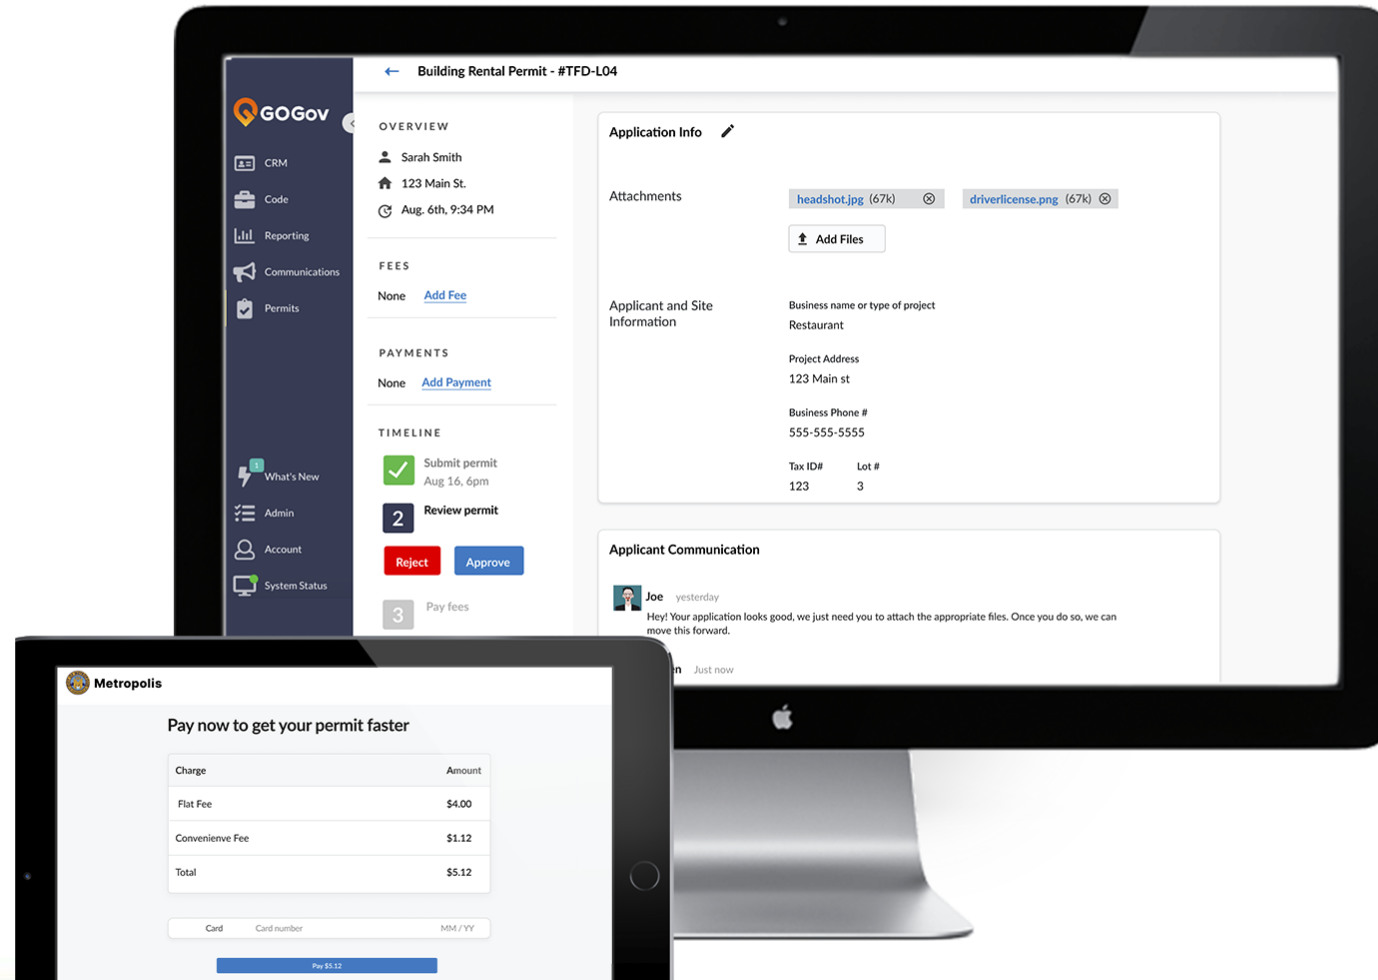 Building Rental Permit - #TFD-L04
GOGov
CRM
Code
Reporting
Communications
Permits
1
What's New
Admin
Account
System Status
OVERVIEW
Sarah Smith
123 Main St.
Aug. 6th, 9:34 PM
FEES
None Add Fee
PAYMENTS
None Add Payment
TIMELINE
Submit permit
Aug 16, 6pm
2 Review permit
Reject Approve
3 Pay fees
Application Info
Attachments headshot.jpg (67k) driverlicense.png (67k)
Add Files
Applicant and Site
Information
Business name or type of project
Restaurant
Project Address
123 Main st
Business Phone #
555-555-5555
Tax ID# Lot #
123 3
Applicant Communication
Joe yesterday
Hey! Your application looks good, we just need you to attach the appropriate files. Once you do so, we can
move this forward.
Just now
Metropolis
Pay now to get your permit faster
Charge Amount
Flat Fee $4.00
Convenienve Fee $1.12
Total $5.12
Card Card number MM / YY
Pay $5.12